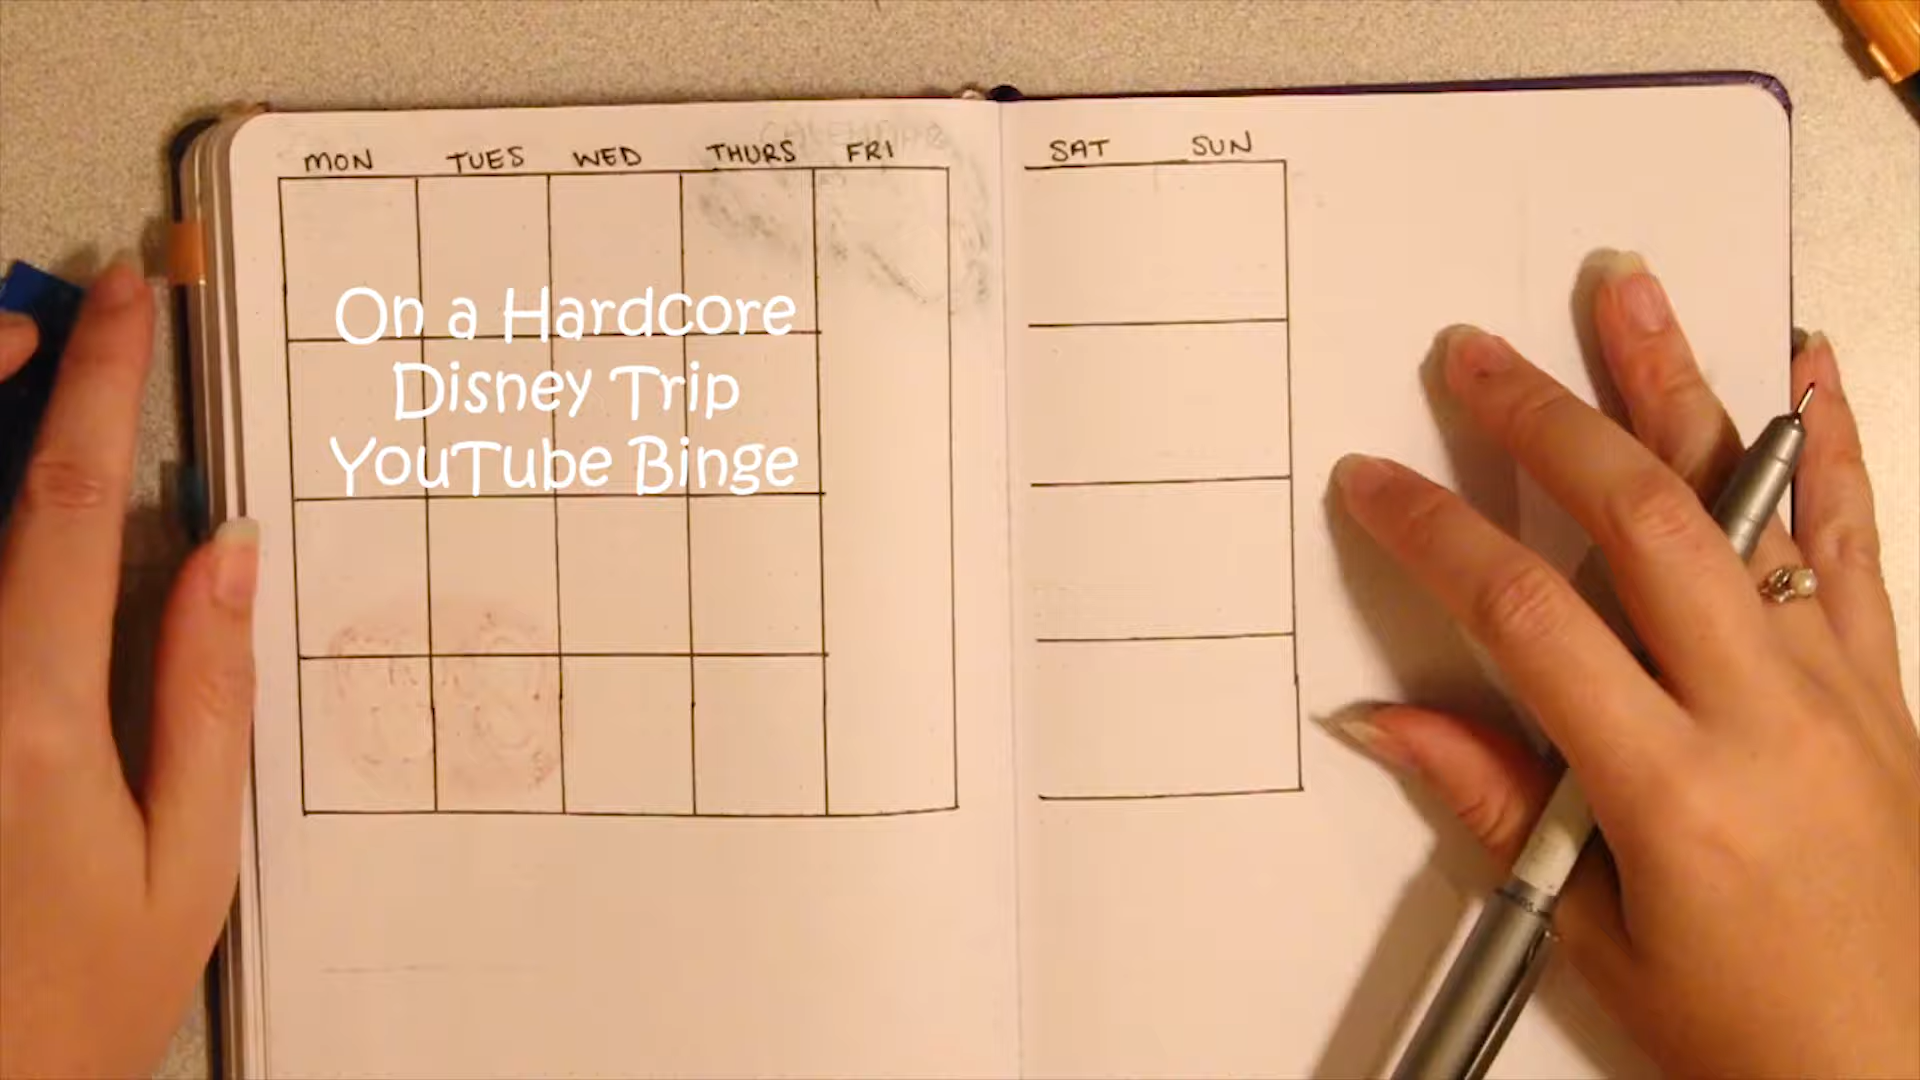 MON TUES WED THURS FRI SAT SUN
On a Hardcore
Disney Trip
YouTube Binge